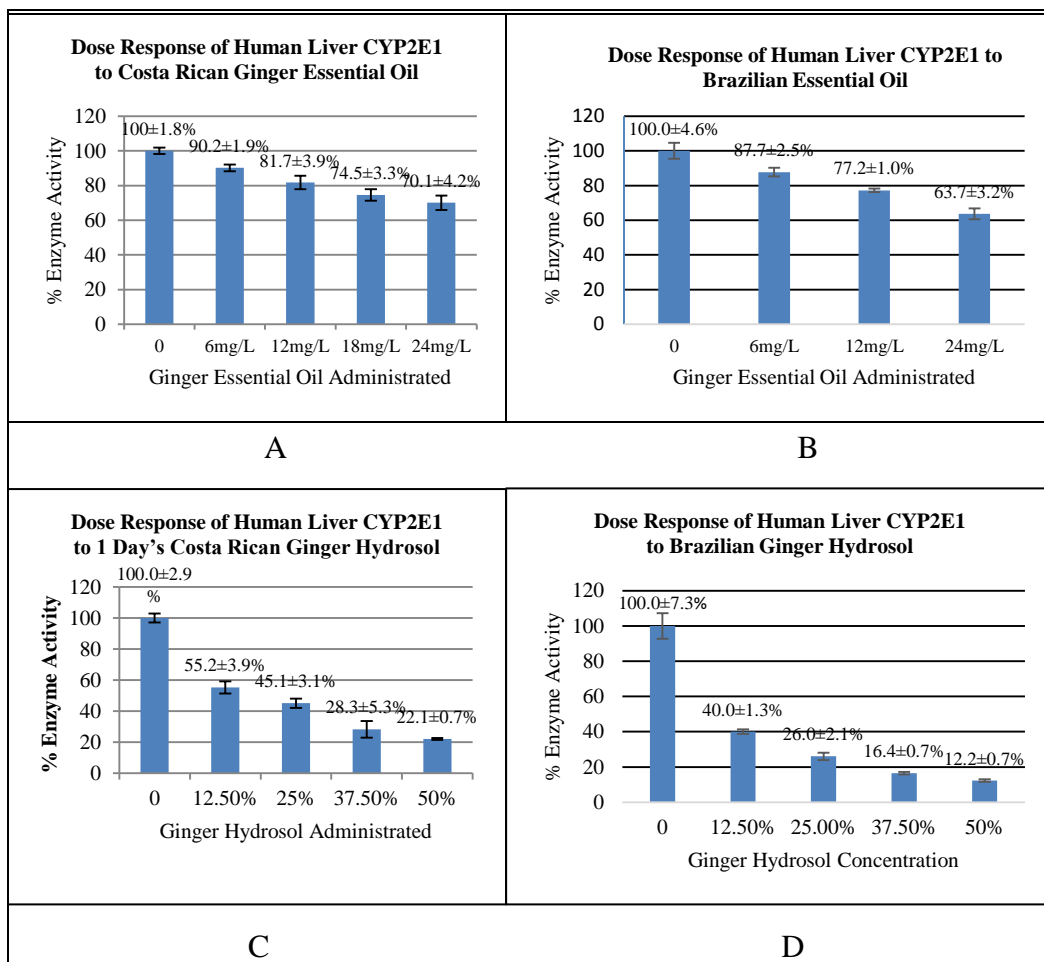 Dose Response of Human Liver CYP2E1
to Costa Rican Ginger Essential Oil
% Enzyme Activity
120
100
80
60
40
20
0
100±1.8%
90.2±1.9%
81.7±3.9%
74.5±3.3%
70.1±4.2%
0 6mg/L 12mg/L 18mg/L 24mg/L
Ginger Essential Oil Administrated
A
Dose Response of Human Liver CYP2E1 to
Brazilian Essential Oil
% Enzyme Activity
120
100
80
60
40
20
0
100.0±4.6%
87.7±2.5%
77.2±1.0%
63.7±3.2%
0 6mg/L 12mg/L 24mg/L
Ginger Essential Oil Administrated
B
Dose Response of Human Liver CYP2E1
to 1 Day’s Costa Rican Ginger Hydrosol
% Enzyme Activity
120
100
80
60
40
20
0
100.0±2.9
%
55.2±3.9%
45.1±3.1%
28.3±5.3%
22.1±0.7%
0 12.50% 25% 37.50% 50%
Ginger Hydrosol Administrated
C
Dose Response of Human Liver CYP2E1
to Brazilian Ginger Hydrosol
% Enzyme Activity
120
100
80
60
40
20
0
100.0±7.3%
40.0±1.3%
26.0±2.1%
16.4±0.7%
12.2±0.7%
0 12.50% 25.00% 37.50% 50%
Ginger Hydrosol Concentration
D